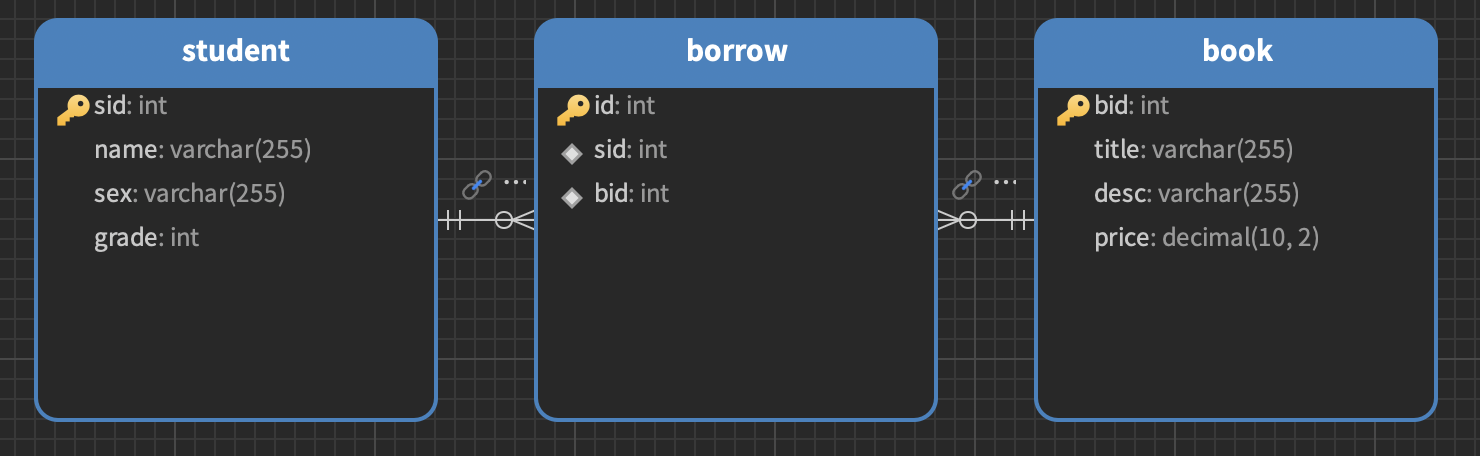 student
sid: int
name: varchar(255)
sex: varchar(255)
grade: int
borrow
id: int
sid: int
bid: int
book
bid: int
title: varchar(255)
desc: varchar(255)
price: decimal(10, 2)